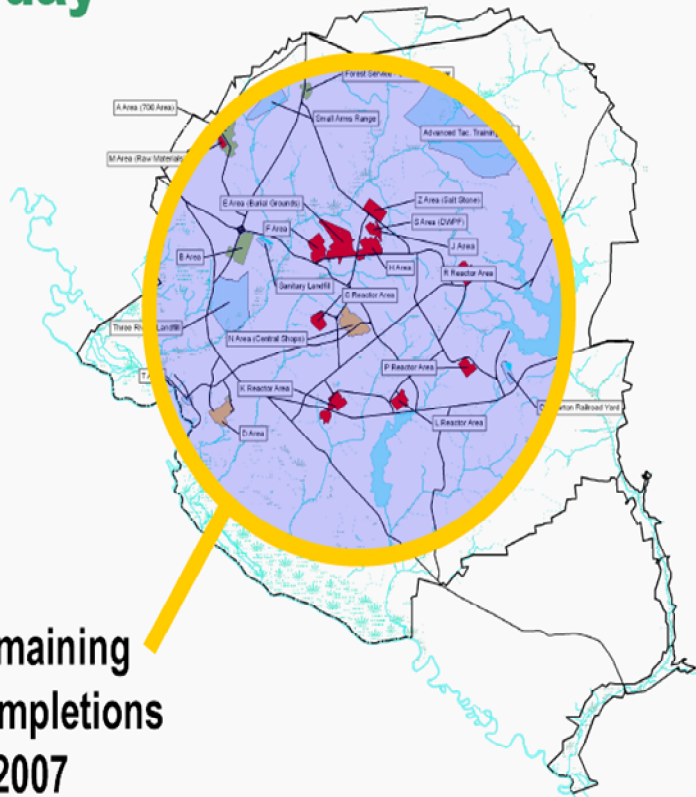 Forest Service
A Area (700 Area)
Small Arms Range
Advanced Tac. Training
M Area (Raw Materials
E Area (Burial Grounds)
Z Area (Salt Stone)
S Area (DWPF)
F Area
J Area
B Area
H Area
R Reactor Area
Sanitary Landfill
C Reactor Area
Three Landfill
N Area (Central Shops)
P Reactor Area
K Reactor Area
Railroad Yard
L Reactor Area
D Area
maining
mpletions
2007